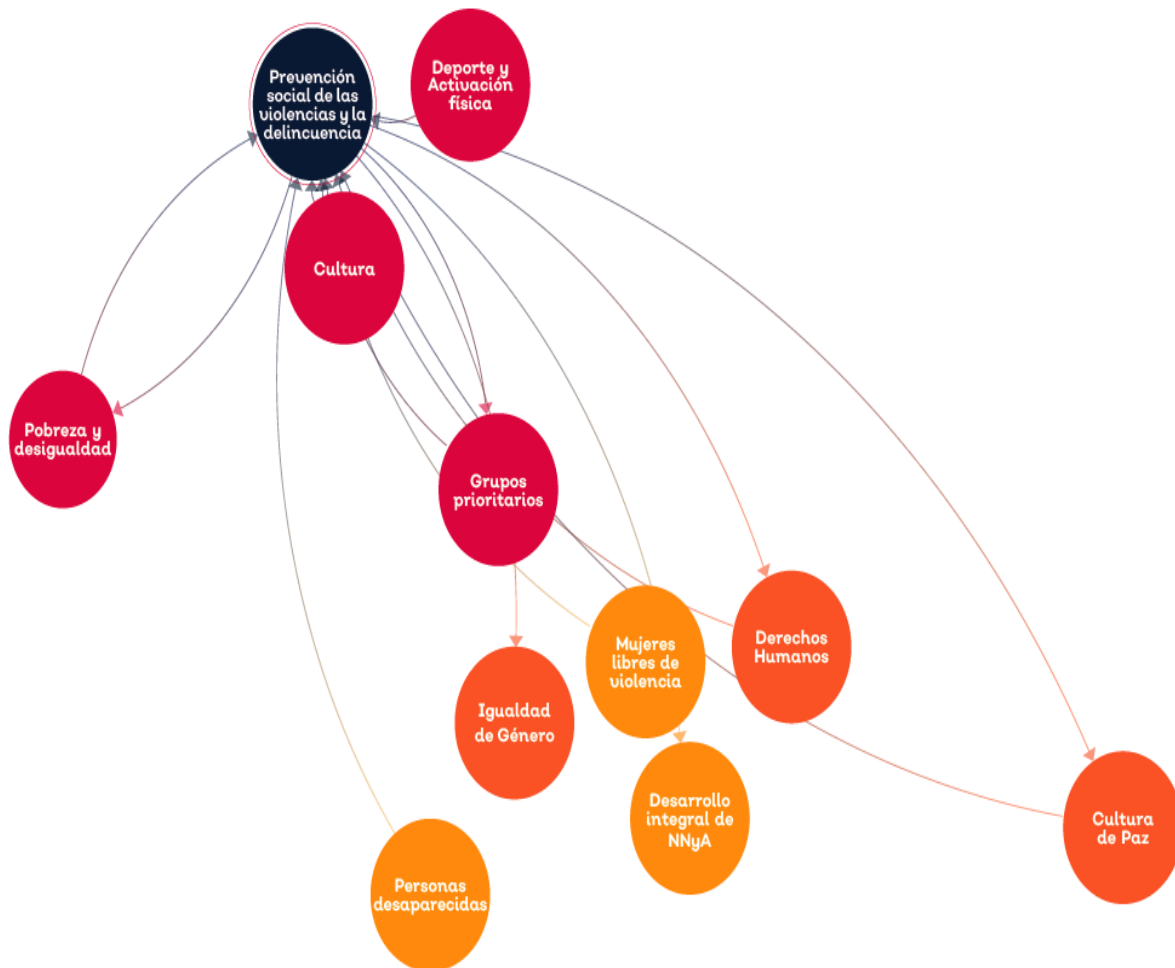 Prevención
social de las
violencias y la
delincuencia
Deporte y
Activación
física
Cultura
Pobreza y
desigualdad
Grupos
prioritarios
Mujeres
libres de
violencia
Derechos
Humanos
Igualdad
de Género
Desarrollo
integral de
NNyA
Cultura
de Paz
Personas
desaparecidas